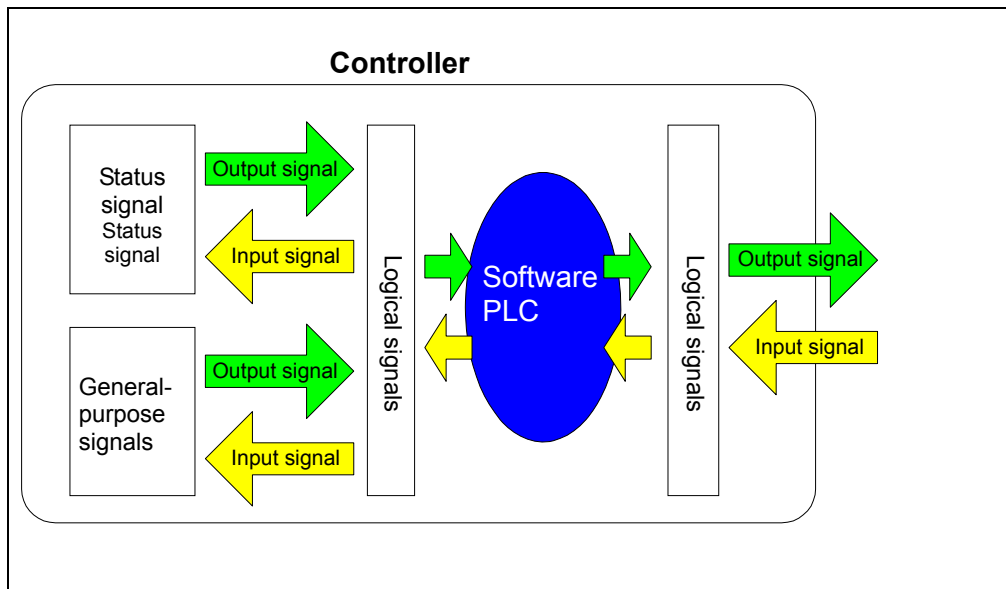 Controller
Status
signal
Status
signal
Output signal
Input signal
General-
purpose
signals
Output signal
Input signal
Logical signals
Software
PLC
Logical signals
Output signal
Input signal